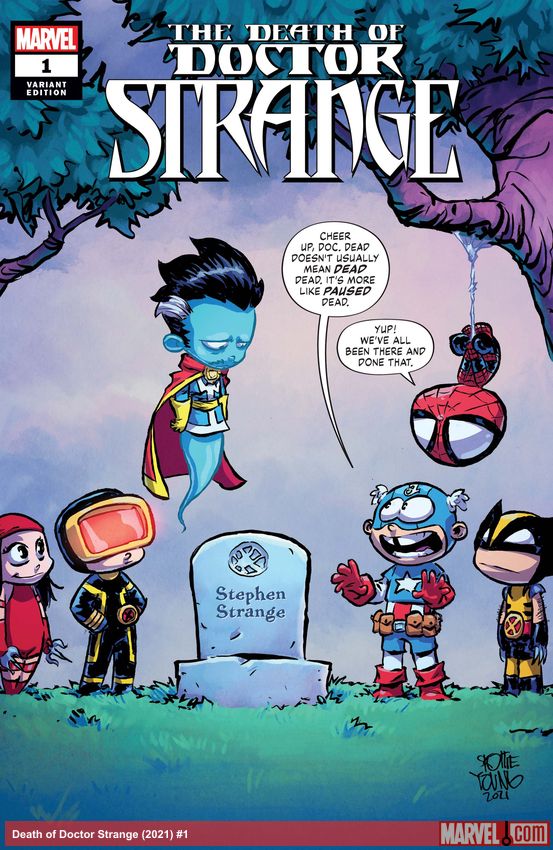 MARVEL
1
VARIANT
EDITION
THE DEATH OF
DOCTOR
STRANGE
CHEER
UP, DOC. DEAD
DOESN'T USUALLY
MEAN DEAD
DEAD. IT'S MORE
LIKE PAUSED
DEAD.
YUP!
WE'VE ALL
BEEN THERE AND
DONE THAT.
Stephen
Strange
SKOTTIE
YOUNG
2021
Death of Doctor Strange (2021) #1
MARVEL.com